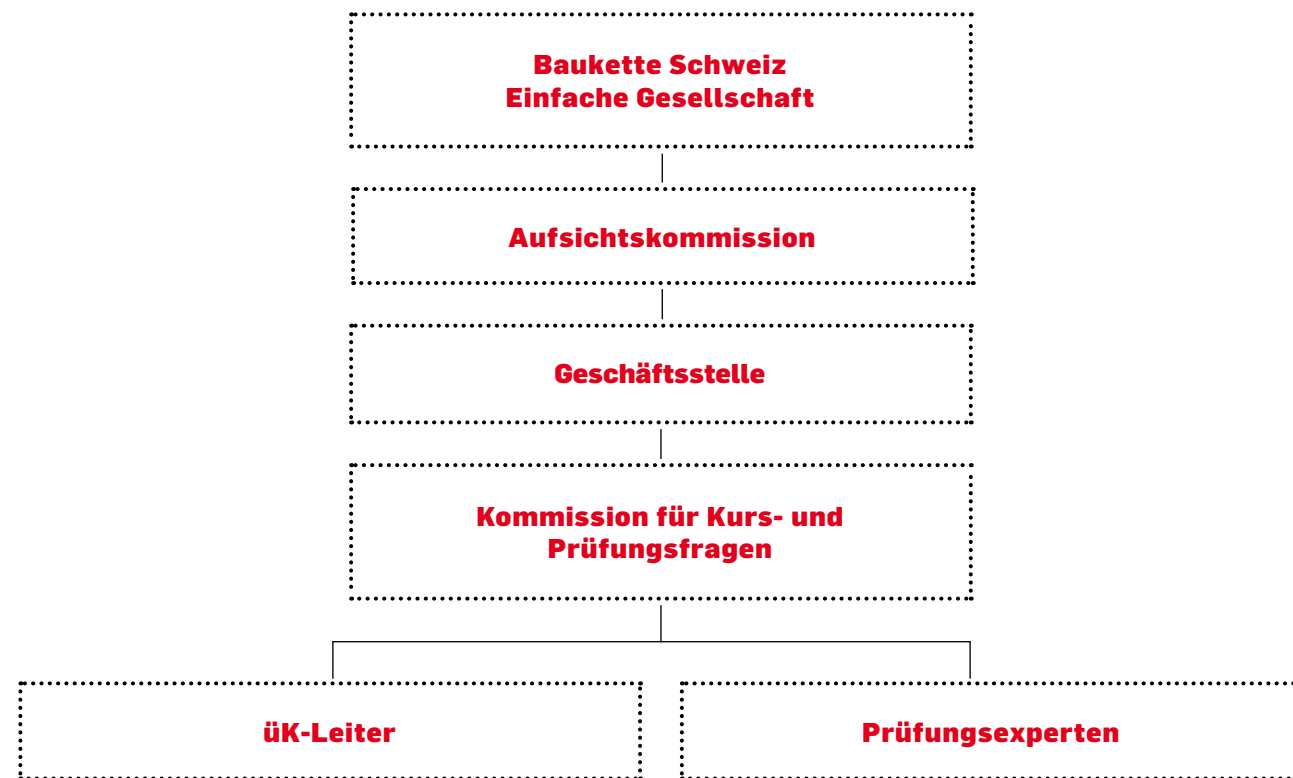 Baukette Schweiz
Einfache Gesellschaft
Aufsichtskommission
Geschäftsstelle
Kommission für Kurs- und
Prüfungsfragen
üK-Leiter
Prüfungsexperten